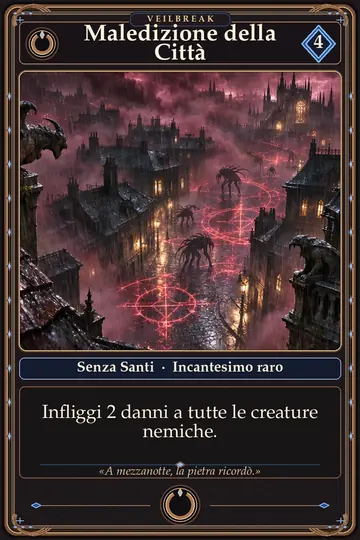 VEILBREAK
Maledizione della
Città
4
Senza Santi · Incantesimo raro
Infliggi 2 danni a tutte le creature
nemiche.
«A mezzanotte, la pietra ricordò.»